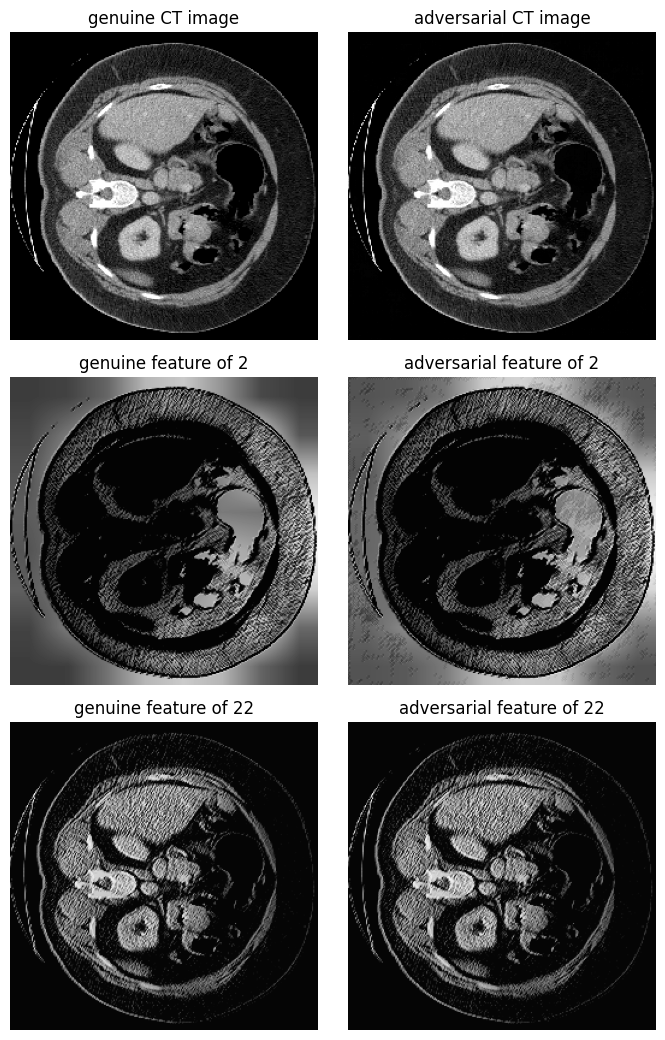 genuine CT image
adversarial CT image
genuine feature of 2
adversarial feature of 2
genuine feature of 22
adversarial feature of 22